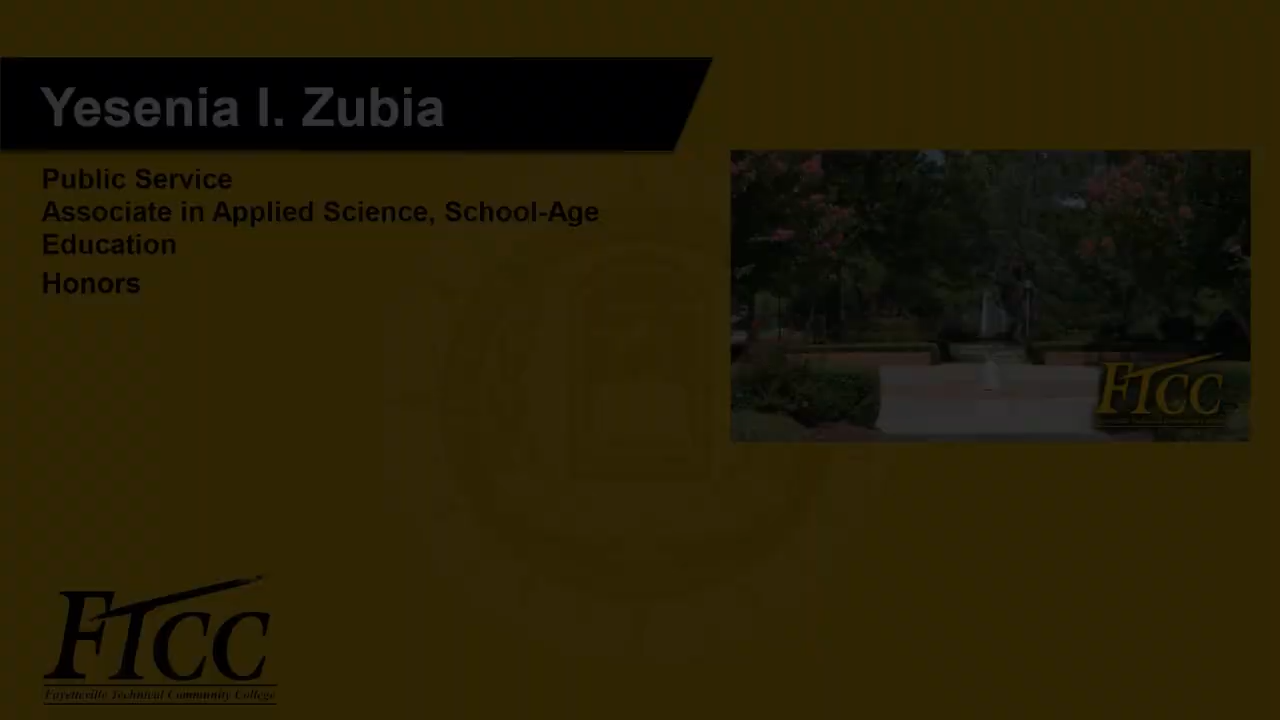 Yesenia I. Zubia
Public Service
Associate in Applied Science, School-Age
Education
Honors
FTCC
FTCC
Fayetteville Technical Community College